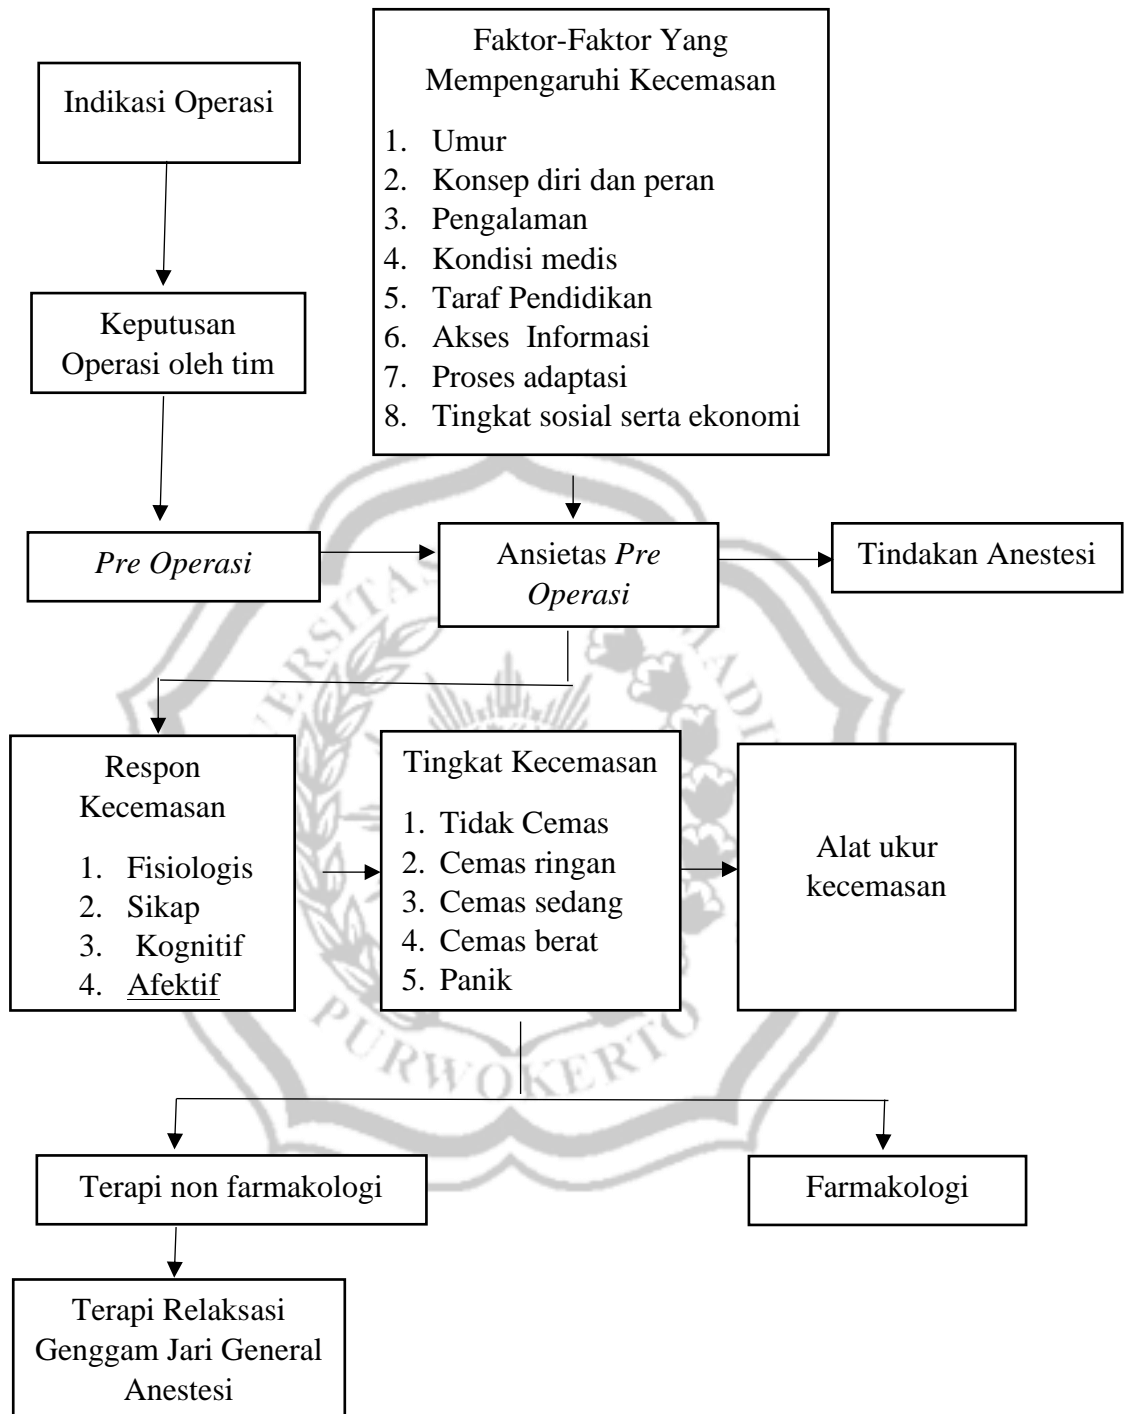 Faktor-Faktor Yang
Mempengaruhi Kecemasan
1. Umur
2. Konsep diri dan peran
3. Pengalaman
4. Kondisi medis
5. Taraf Pendidikan
6. Akses Informasi
7. Proses adaptasi
8. Tingkat sosial serta ekonomi
Indikasi Operasi
Keputusan
Operasi oleh tim
Pre Operasi
Ansietas Pre
Operasi
Tindakan Anestesi
Respon
Kecemasan
1. Fisiologis
2. Sikap
3. Kognitif
4. Afektif
Tingkat Kecemasan
1. Tidak Cemas
2. Cemas ringan
3. Cemas sedang
4. Cemas berat
5. Panik
Alat ukur
kecemasan
PURWOKERTO
Terapi non farmakologi
Farmakologi
Terapi Relaksasi
Genggam Jari General
Anestesi